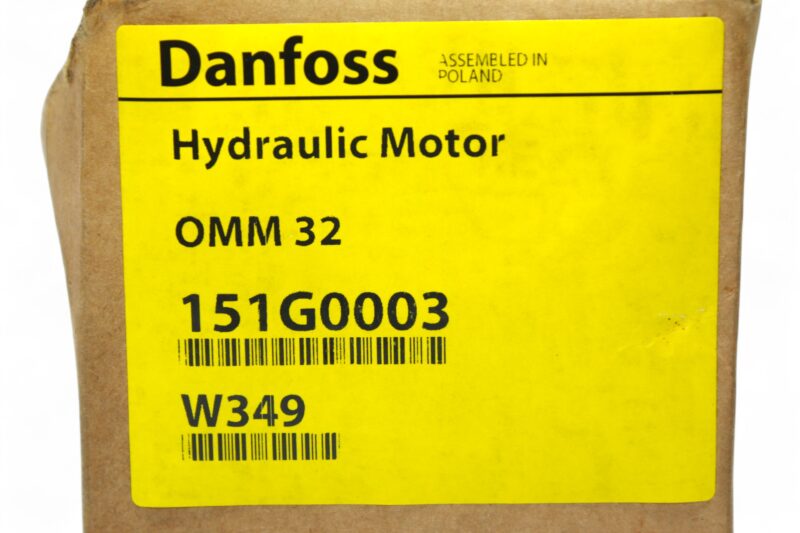 Danfoss
ASSEMBLED IN
POLAND
Hydraulic Motor
OMM 32
151G0003
W349